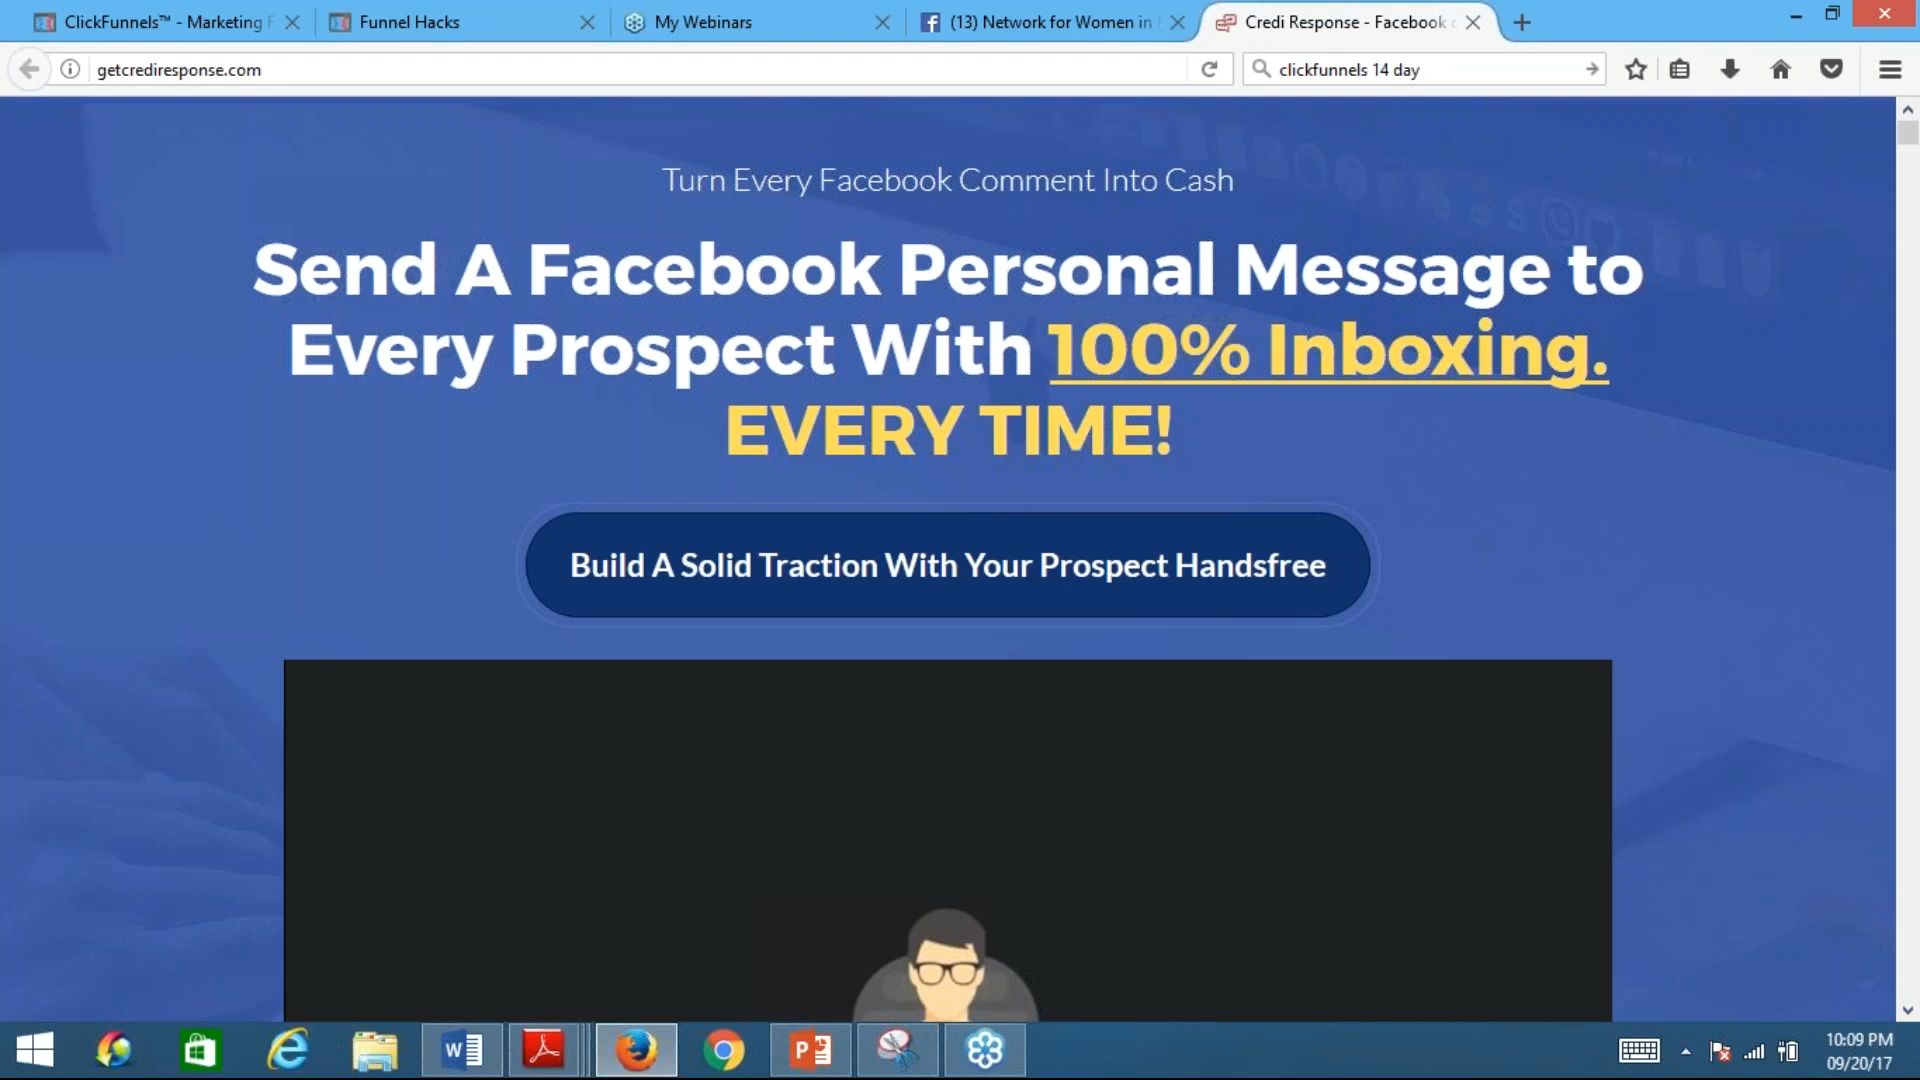 ClickFunnels™ - Marketing F
Funnel Hacks
My Webinars
(13) Network for Women in
Credi Response - Facebook
getcrediresponse.com
clickfunnels 14 day
Turn Every Facebook Comment Into Cash
Send A Facebook Personal Message to
Every Prospect With 100% Inboxing.
EVERY TIME!
Build A Solid Traction With Your Prospect Handsfree
10:09 PM
09/20/17